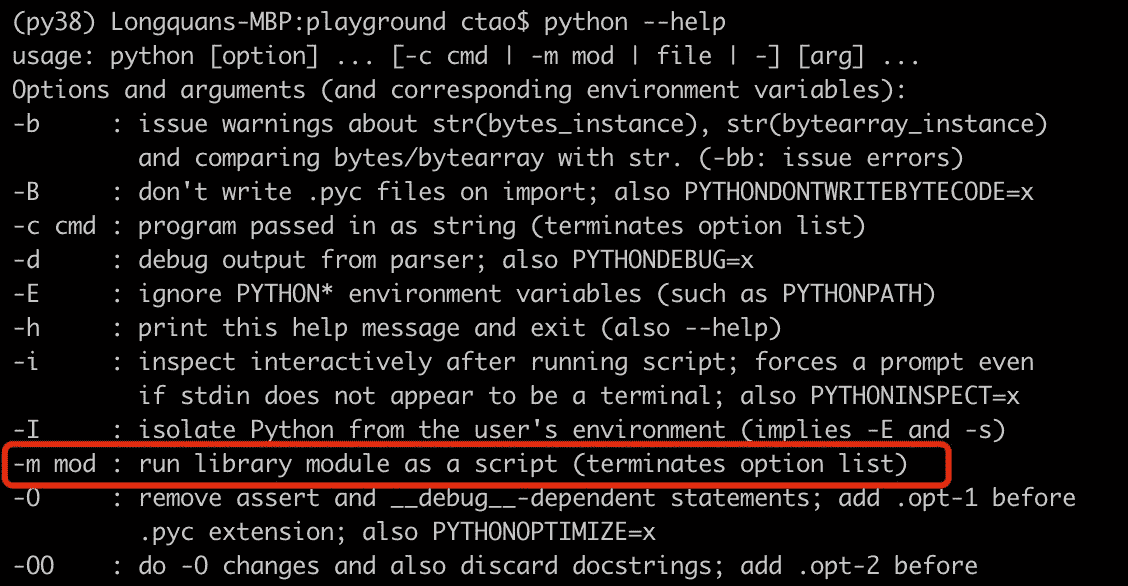 (py38) Longquans-MBP:playground ctao$ python --help
usage: python [option] ... [-c cmd | -m mod | file | -] [arg] ...
Options and arguments (and corresponding environment variables):
-b     : issue warnings about str(bytes_instance), str(bytearray_instance)
         and comparing bytes/bytearray with str. (-bb: issue errors)
-B     : don't write .pyc files on import; also PYTHONDONTWRITEBYTECODE=x
-c cmd : program passed in as string (terminates option list)
-d     : debug output from parser; also PYTHONDEBUG=x
-E     : ignore PYTHON* environment variables (such as PYTHONPATH)
-h     : print this help message and exit (also --help)
-i     : inspect interactively after running script; forces a prompt even
         if stdin does not appear to be a terminal; also PYTHONINSPECT=x
-I     : isolate Python from the user's environment (implies -E and -s)
-m mod : run library module as a script (terminates option list)
-O     : remove assert and __debug__-dependent statements; add .opt-1 before
         .pyc extension; also PYTHONOPTIMIZE=x
-OO    : do -O changes and also discard docstrings; add .opt-2 before